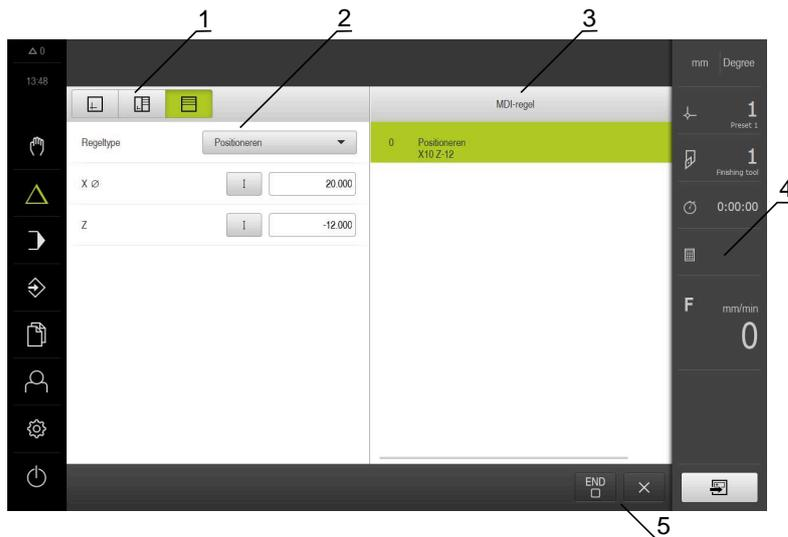 1
2
3
△ 0
13:48
mm Degree
MDI-regel
1
Preset 1
Regeltype Positioneren
0 Positioneren
X10 Z-12
1
Finishing tool
X Ø I 20.000
4
0:00:00
Z I -12.000
F mm/min
0
END
5